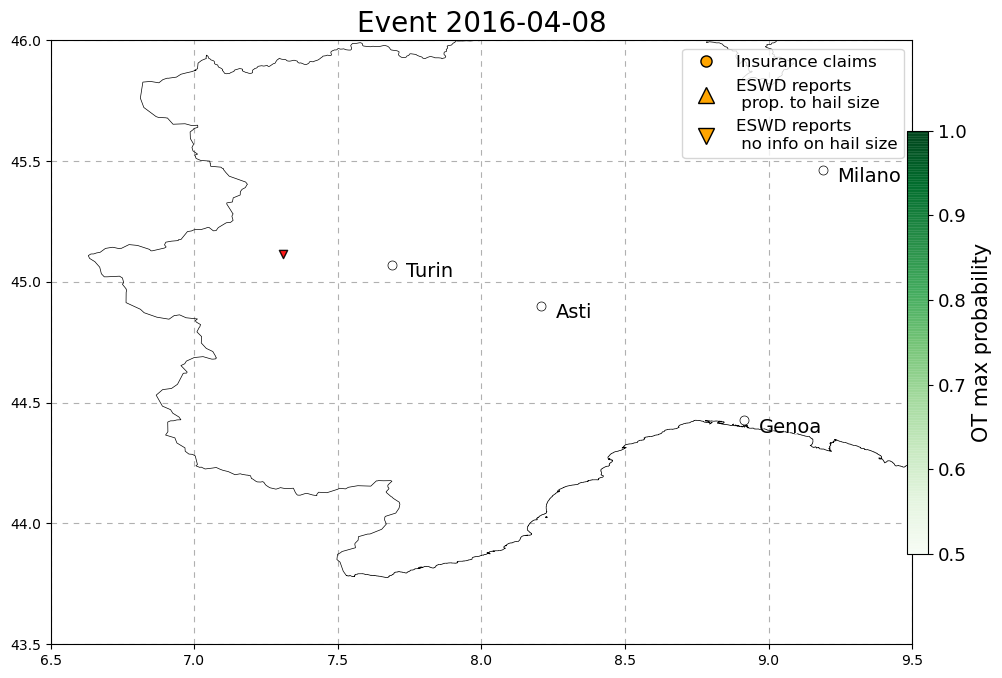 Event 2016-04-08
46.0
Insurance claims
ESWD reports
prop. to hail size
ESWD reports
no info on hail size
1.0
45.5
Milano
0.9
Turin
45.0
Asti
0.8
OT max probability
0.7
44.5
Genoa
0.6
44.0
0.5
43.5
6.5 7.0 7.5 8.0 8.5 9.0 9.5